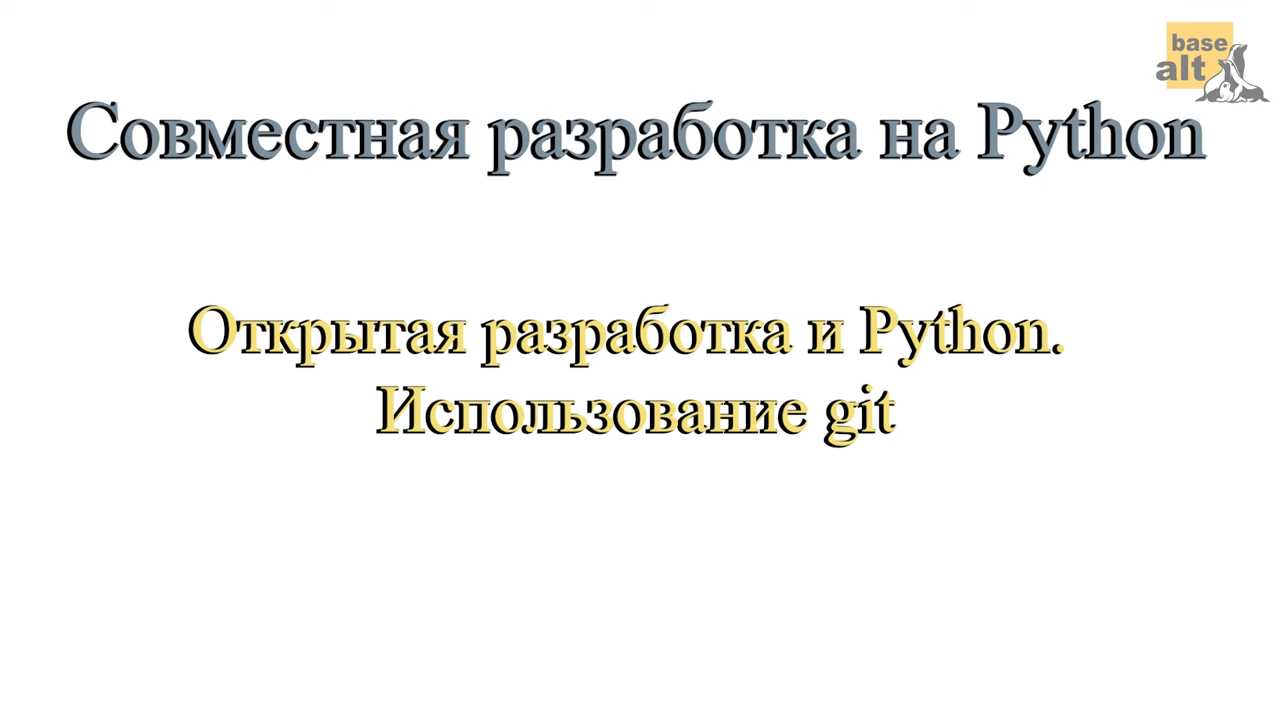 base
alt
Совместная разработка на Python
Открытая разработка и Python.
Использование git